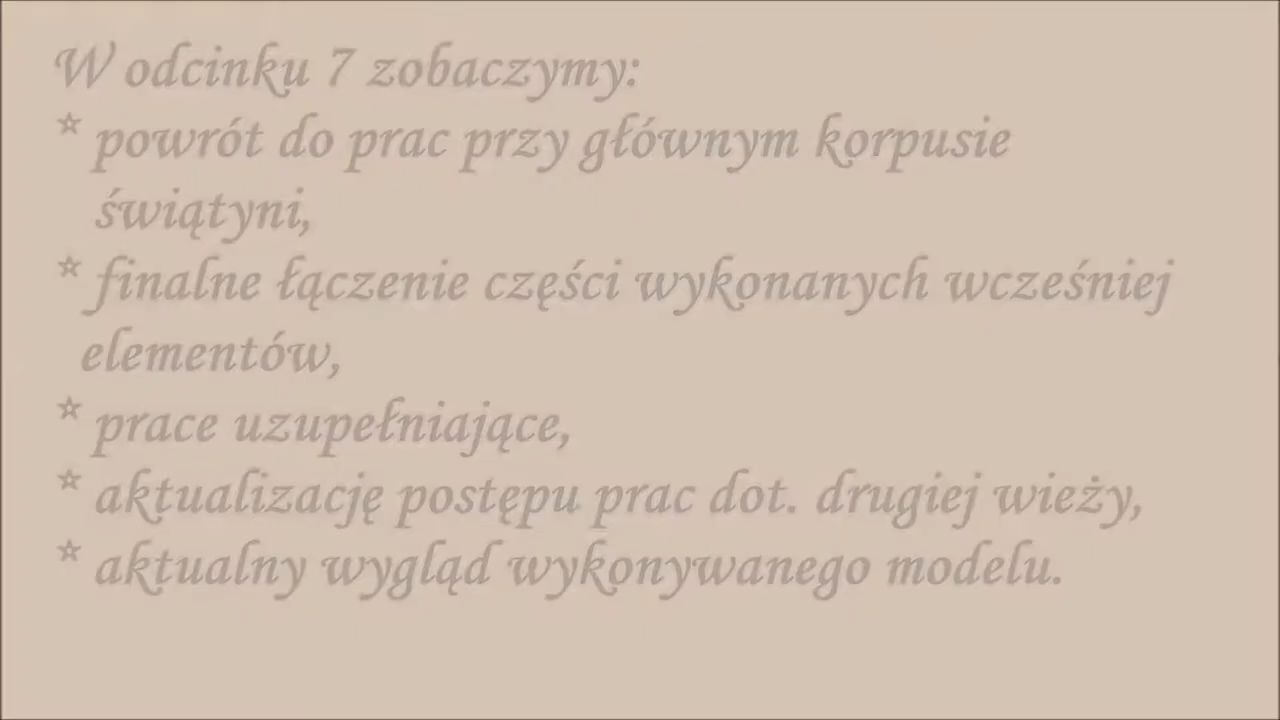 W odcinku 7 zobaczymy:
* powrót do prac przy głównym korpusie
świątyni,
* finalne łączenie części wykonanych wcześniej
elementów,
* prace uzupełniające,
* aktualizację postępu prac dot. drugiej wieży,
* aktualny wygląd wykonywanego modelu.